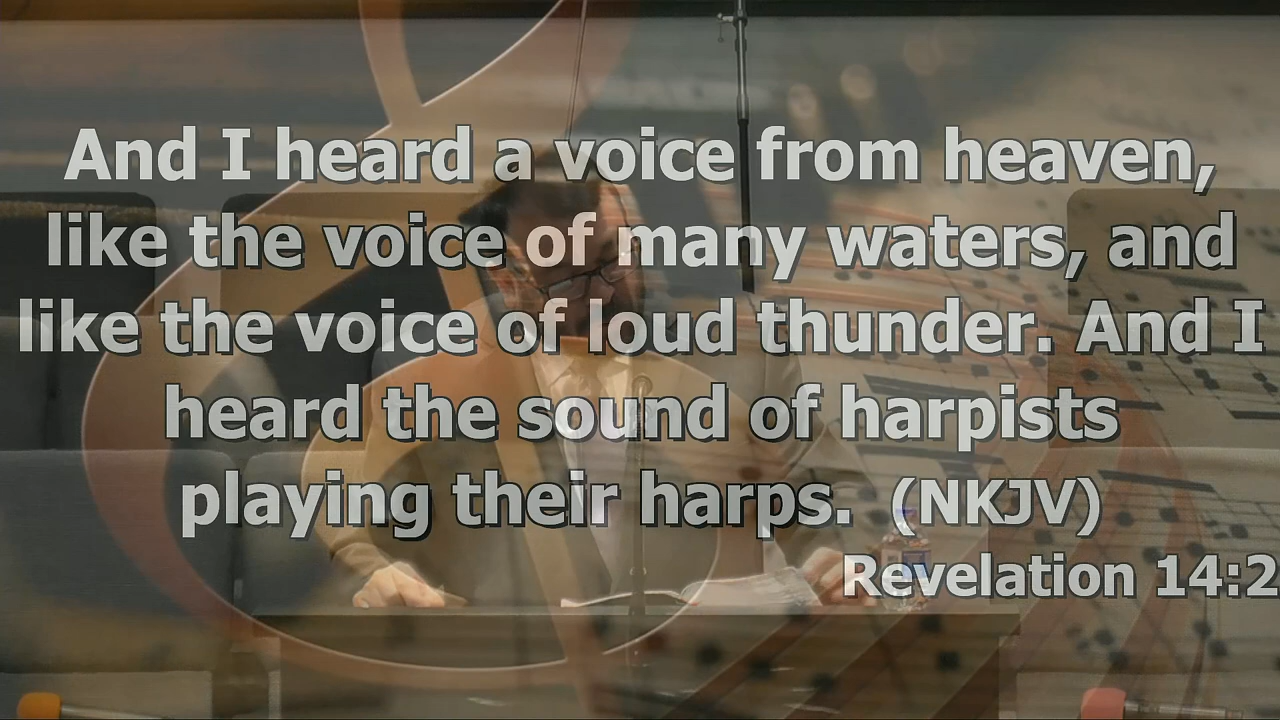 And I heard a voice from heaven,
like the voice of many waters, and
like the voice of loud thunder. And I
heard the sound of harpists
playing their harps. (NKJV)
Revelation 14:2